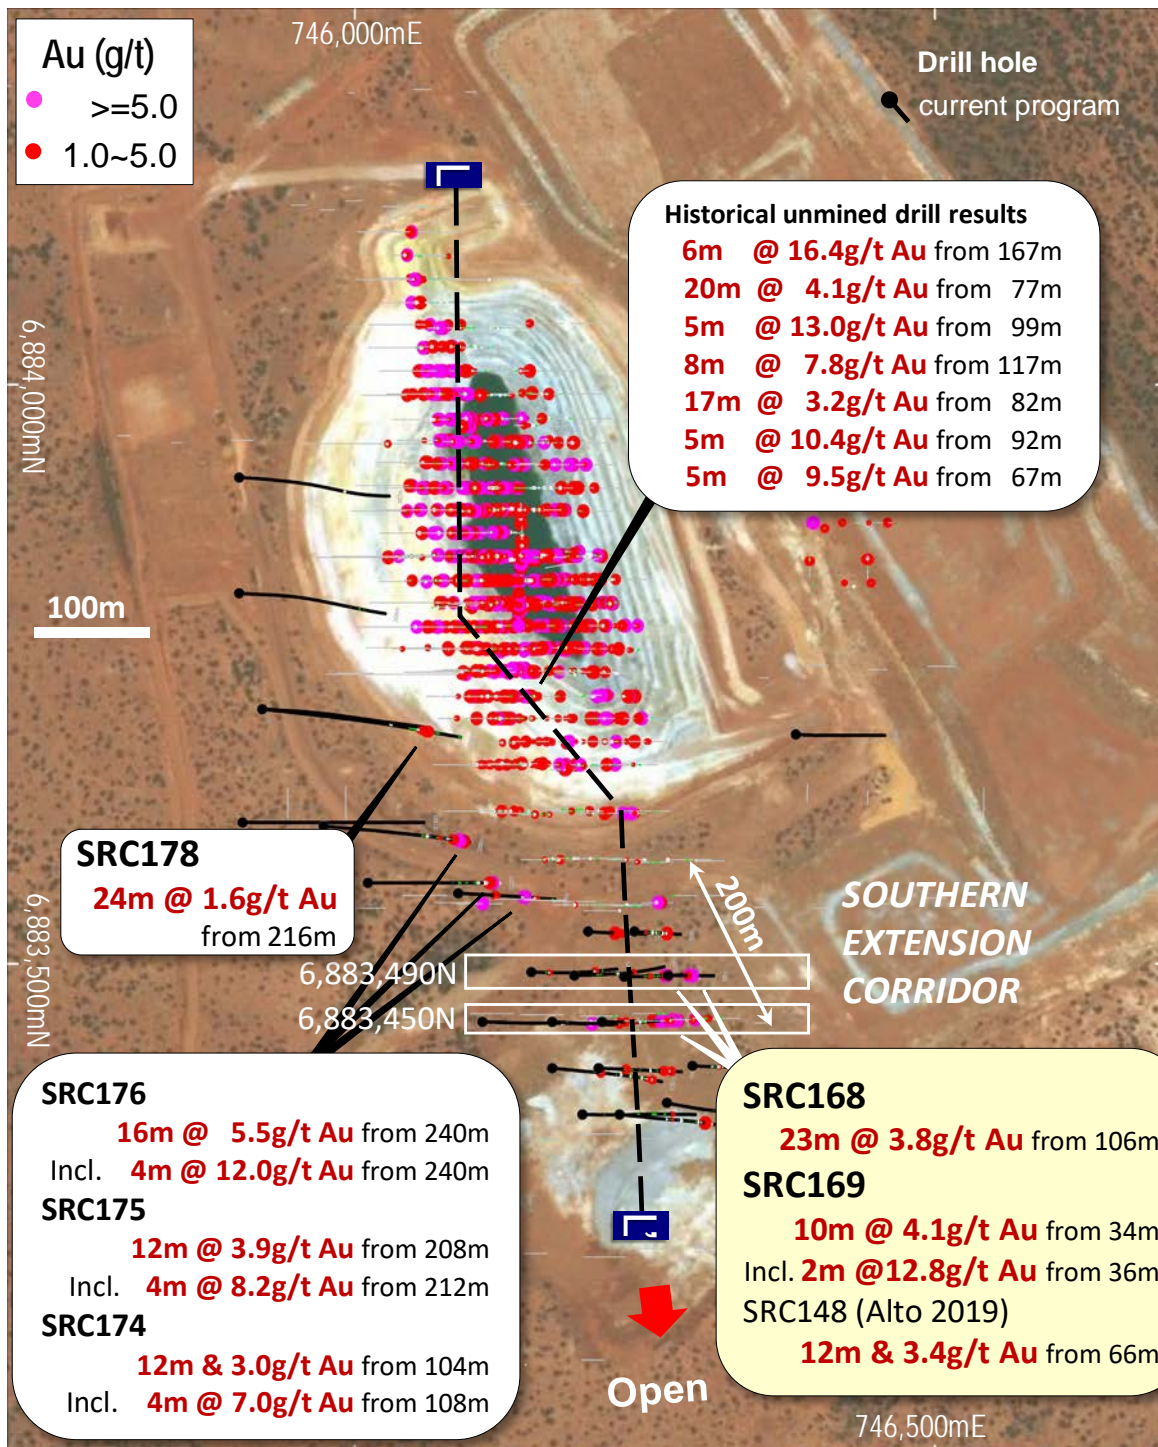 746,000mE
Au (g/t)
>=5.0
1.0~5.0
Drill hole
current program
Historical unmined drill results
6m @ 16.4g/t Au from 167m
20m @ 4.1g/t Au from 77m
5m @ 13.0g/t Au from 99m
8m @ 7.8g/t Au from 117m
17m @ 3.2g/t Au from 82m
5m @ 10.4g/t Au from 92m
5m @ 9.5g/t Au from 67m
6,884,000mN
100m
SRC178
24m @ 1.6g/t Au
from 216m
200m
SOUTHERN
EXTENSION
CORRIDOR
6,883,500mN
6,883,490N
6,883,450N
SRC176
16m @ 5.5g/t Au from 240m
Incl. 4m @ 12.0g/t Au from 240m
SRC175
12m @ 3.9g/t Au from 208m
Incl. 4m @ 8.2g/t Au from 212m
SRC174
12m & 3.0g/t Au from 104m
Incl. 4m @ 7.0g/t Au from 108m
SRC168
23m @ 3.8g/t Au from 106m
SRC169
10m @ 4.1g/t Au from 34m
Incl. 2m @12.8g/t Au from 36m
SRC148 (Alto 2019)
12m & 3.4g/t Au from 66m
Open
746,500mE